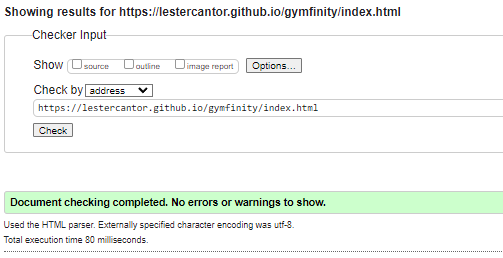 Showing results for https://lestercantor.github.io/gymfinity/index.html
Checker Input
Show source outline image report Options...
Check by address
https://lestercantor.github.io/gymfinity/index.html
Check
Document checking completed. No errors or warnings to show.
Used the HTML parser. Externally specified character encoding was utf-8.
Total execution time 80 milliseconds.